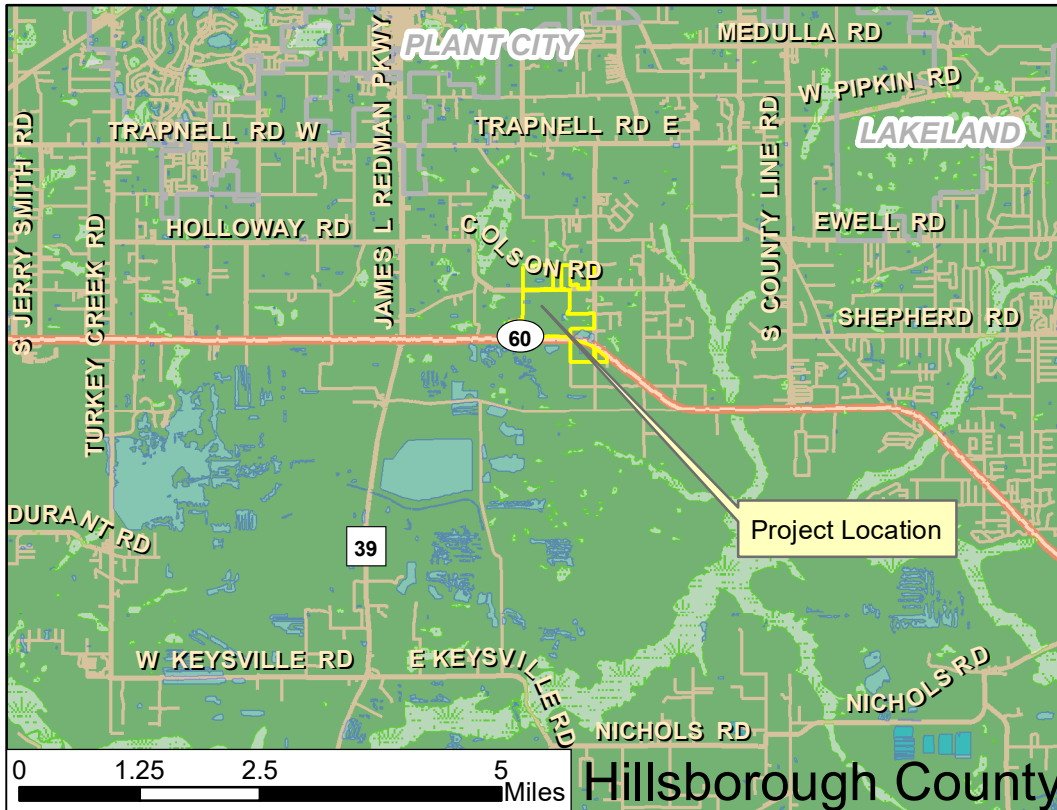 MEDULLA RD
PLANT CITY
W PIPKIN RD
S JERRY SMITH RD
TRAPNELL RD W
JAMES L REDMAN PKWY
TRAPNELL RD E
S COUNTY LINE RD
LAKELAND
TURKEY CREEK RD
HOLLOWAY RD
COLSON RD
EWELL RD
60
SHEPHERD RD
DURANT RD
39
Project Location
W KEYSVILLE RD
E KEYSVILLE RD
NICHOLS RD
NICHOLS RD
0 1.25 2.5 5
Miles
Hillsborough County